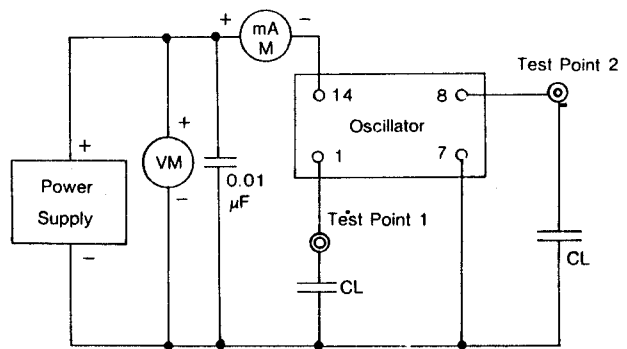 +
mA
M
−
Test Point 2
14
8
Oscillator
1
7
+
Power
Supply
−
+
VM
−
0.01
μF
Test Point 1
CL
CL